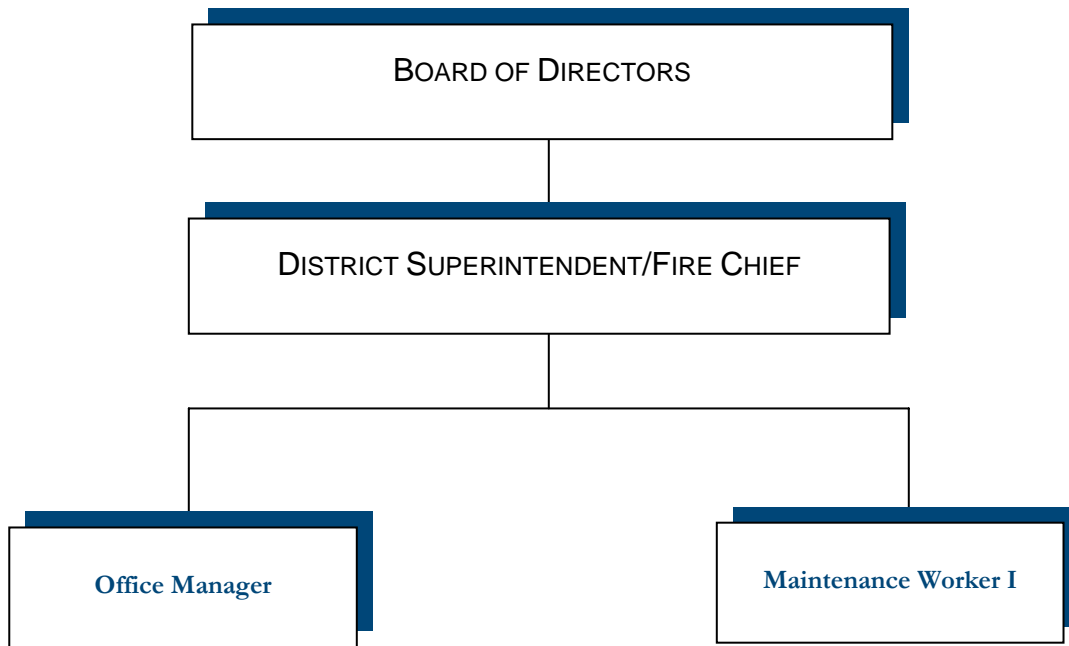 BOARD OF DIRECTORS
DISTRICT SUPERINTENDENT/FIRE CHIEF
Office Manager
Maintenance Worker I